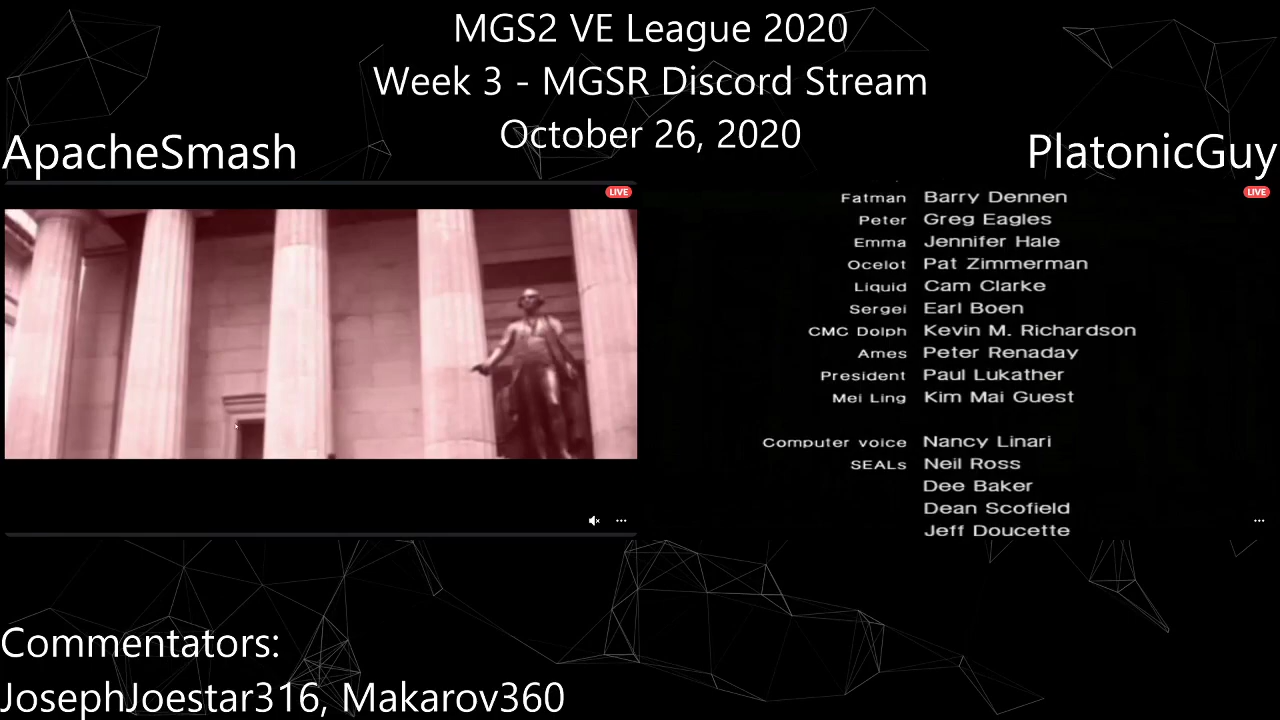 MGS2 VE League 2020
Week 3 - MGSR Discord Stream
October 26, 2020
ApacheSmash
PlatonicGuy
LIVE
LIVE
Fatman Barry Dennen
Peter Greg Eagles
Emma Jennifer Hale
Ocelot Pat Zimmerman
Liquid Cam Clarke
Sergei Earl Boen
CMC Dolph Kevin M. Richardson
Ames Peter Renaday
President Paul Lukather
Mei Ling Kim Mai Guest
Computer voice Nancy Linari
SEALs Neil Ross
Dee Baker
Dean Scofield
Jeff Doucette
Commentators:
JosephJoestar316, Makarov360